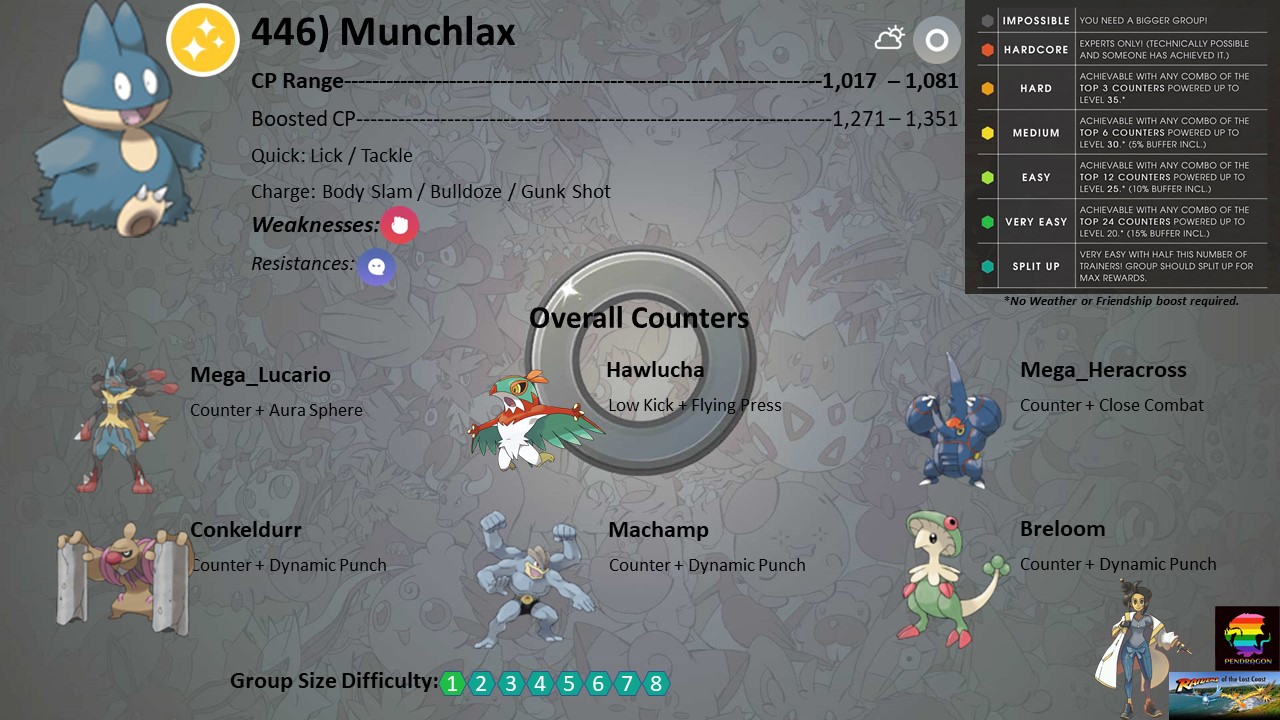 446) Munchlax
CP Range----------------------------------------------------------------------------------1,017 – 1,081
Boosted CP----------------------------------------------------------------------------------1,271 – 1,351
Quick: Lick / Tackle
Charge: Body Slam / Bulldoze / Gunk Shot
Weaknesses:
Resistances:
IMPOSSIBLE YOU NEED A BIGGER GROUP!
HARDCORE EXPERTS ONLY! (TECHNICALLY POSSIBLE
AND SOMEONE HAS ACHIEVED IT.)
HARD ACHIEVABLE WITH ANY COMBO OF THE
TOP 3 COUNTERS POWERED UP TO
LEVEL 35.*
MEDIUM ACHIEVABLE WITH ANY COMBO OF THE
TOP 6 COUNTERS POWERED UP TO
LEVEL 30.* (5% BUFFER INCL.)
EASY ACHIEVABLE WITH ANY COMBO OF THE
TOP 12 COUNTERS POWERED UP TO
LEVEL 25.* (10% BUFFER INCL.)
VERY EASY ACHIEVABLE WITH ANY COMBO OF THE
TOP 24 COUNTERS POWERED UP TO
LEVEL 20.* (15% BUFFER INCL.)
SPLIT UP VERY EASY WITH HALF THIS NUMBER OF
TRAINERS! GROUP SHOULD SPLIT UP FOR
MAX REWARDS.
*No Weather or Friendship boost required.
Overall Counters
Mega_Lucario
Counter + Aura Sphere
Hawlucha
Low Kick + Flying Press
Mega_Heracross
Counter + Close Combat
Conkeldurr
Counter + Dynamic Punch
Machamp
Counter + Dynamic Punch
Breloom
Counter + Dynamic Punch
Group Size Difficulty: 1 2 3 4 5 6 7 8
PENDROGON
RAIDERS of the Lost Coast